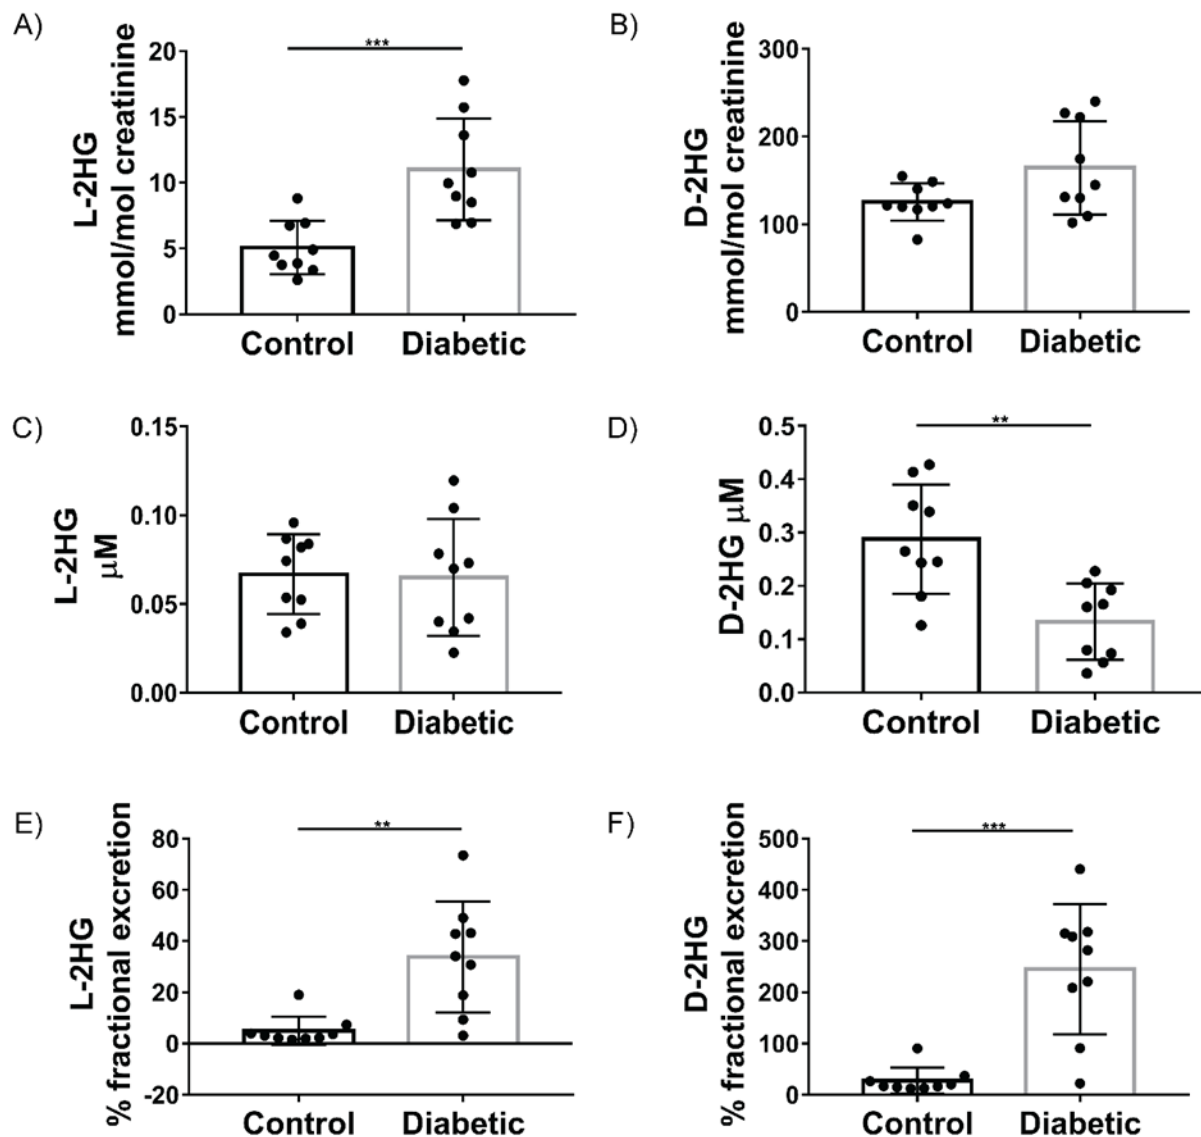 A)
L-2HG
mmol/mol creatinine
20
15
10
5
0
***
Control Diabetic
B)
D-2HG
mmol/mol creatinine
300
200
100
0
Control Diabetic
C)
L-2HG
μM
0.15
0.10
0.05
0.00
Control Diabetic
D)
D-2HG μM
0.5
0.4
0.3
0.2
0.1
0.0
**
Control Diabetic
E)
L-2HG
% fractional excretion
80
60
40
20
0
-20
**
Control Diabetic
F)
D-2HG
% fractional excretion
500
400
300
200
100
0
***
Control Diabetic